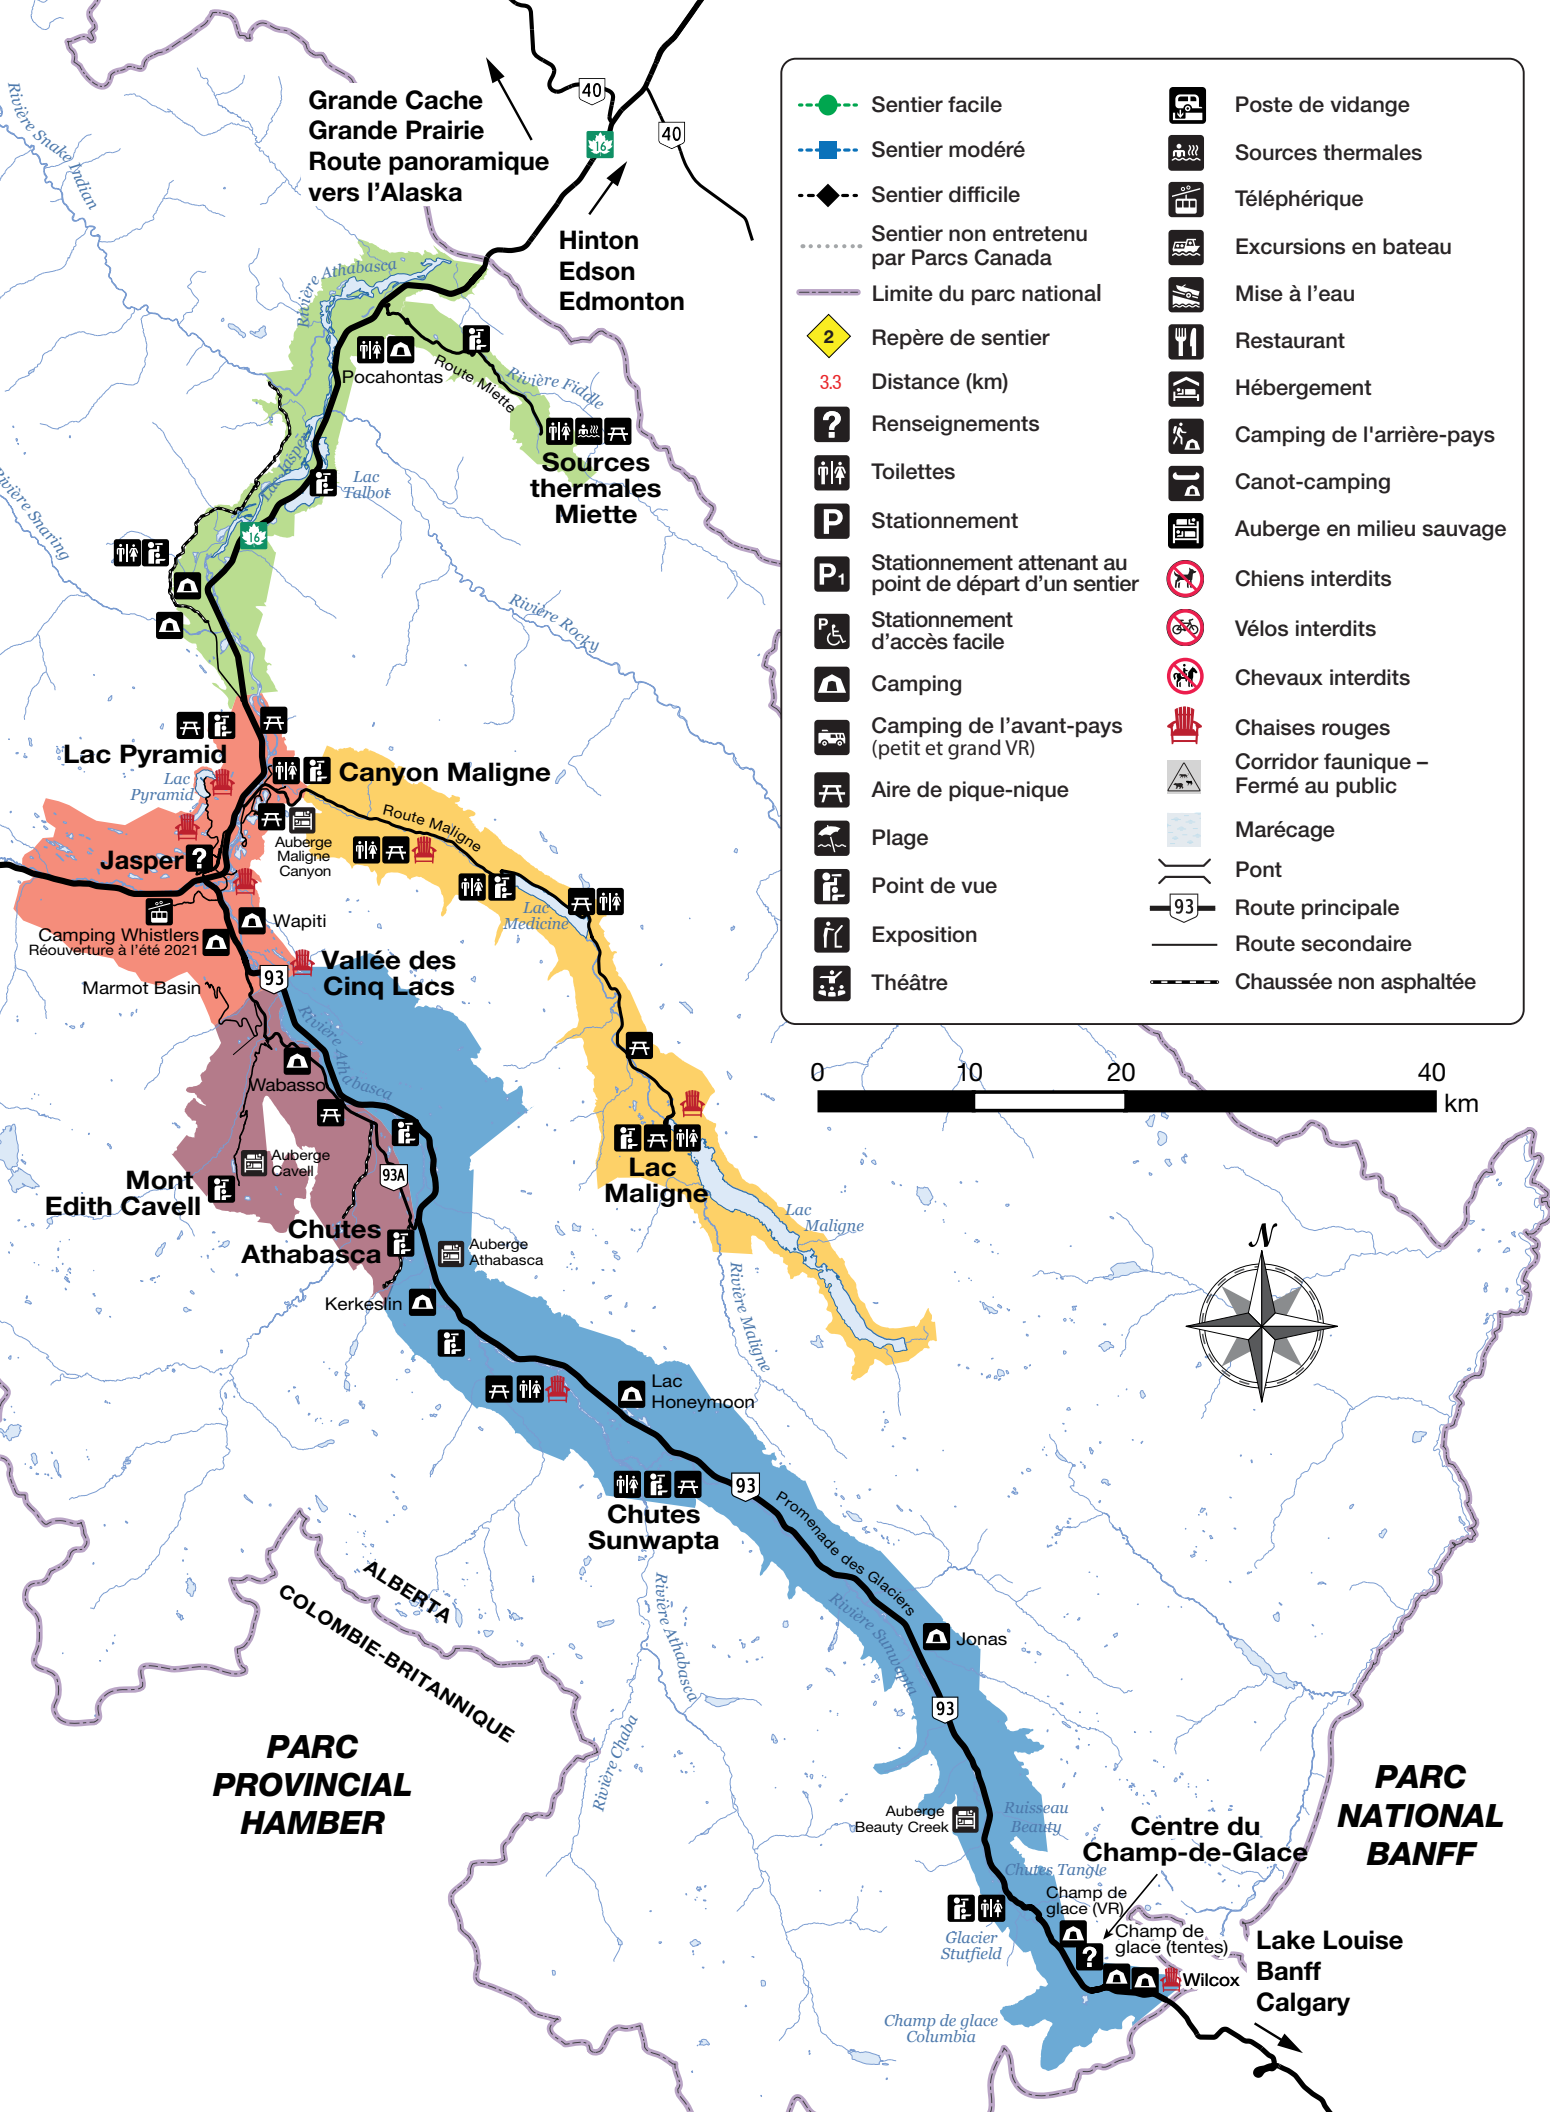 Grande Cache
Grande Prairie
Route panoramique
vers l'Alaska
40
16
40
Hinton
Edson
Edmonton
Rivière Snake Indian
Rivière Athabasca
Pocahontas
Route Miette
Rivière Fiddle
Sources
thermales
Miette
Lac Jasper
Lac
Talbot
16
Rivière Snaring
Rivière Rocky
Lac Pyramid
Lac
Pyramid
Canyon Maligne
Route Maligne
Auberge
Maligne
Canyon
Jasper
Lac
Medicine
Wapiti
Camping Whistlers
Réouverture à l'été 2021
Vallée des
Cinq Lacs
93
Marmot Basin
Rivière Athabasca
Wabasso
Auberge
Cavell
93A
Mont
Edith Cavell
Chutes
Athabasca
Auberge
Athabasca
Kerkeslin
Lac
Maligne
Lac
Maligne
Rivière Maligne
Lac
Honeymoon
Chutes
Sunwapta
93
Promenade des Glaciers
Rivière Sunwapta
ALBERTA
COLOMBIE-BRITANNIQUE
Rivière Athabasca
Rivière Chaba
Jonas
93
PARC
PROVINCIAL
HAMBER
PARC
NATIONAL
BANFF
Auberge
Beauty Creek
Ruisseau
Beauty
Centre du
Champ-de-Glace
Chutes Tangle
Champ de
glace (VR)
Champ de
glace (tentes)
Glacier
Stutfield
Wilcox
Lake Louise
Banff
Calgary
Champ de glace
Columbia
Sentier facile
Sentier modéré
Sentier difficile
Sentier non entretenu
par Parcs Canada
Limite du parc national
2
Repère de sentier
3.3
Distance (km)
?
Renseignements
Toilettes
P
Stationnement
P1
Stationnement attenant au
point de départ d'un sentier
P
Stationnement
d'accès facile
Camping
Camping de l'avant-pays
(petit et grand VR)
Aire de pique-nique
Plage
Point de vue
Exposition
Théâtre
Poste de vidange
Sources thermales
Téléphérique
Excursions en bateau
Mise à l'eau
Restaurant
Hébergement
Camping de l'arrière-pays
Canot-camping
Auberge en milieu sauvage
Chiens interdits
Vélos interdits
Chevaux interdits
Chaises rouges
Corridor faunique –
Fermé au public
Marécage
Pont
93
Route principale
Route secondaire
Chaussée non asphaltée
0 10 20 40
km
N